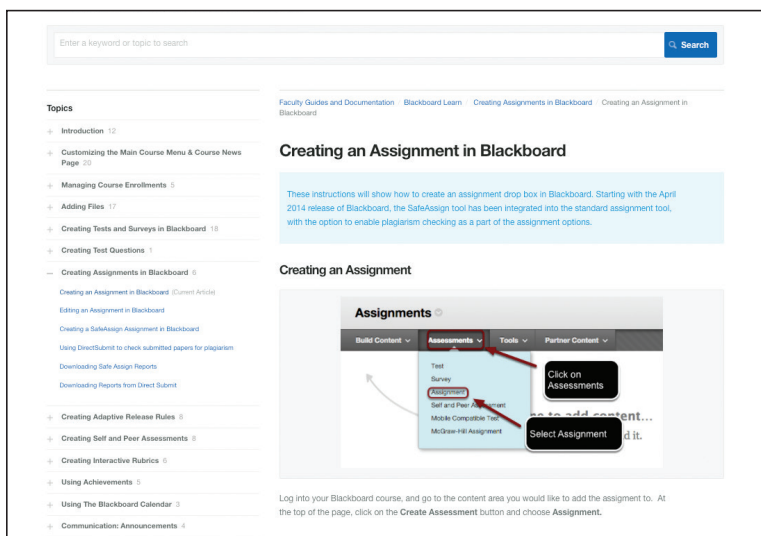 Enter a keyword or topic to search
Search
Topics
+ Introduction 12
+ Customizing the Main Course Menu & Course News
Page 20
+ Managing Course Enrollments 5
+ Adding Files 17
+ Creating Tests and Surveys in Blackboard 18
+ Creating Test Questions 1
– Creating Assignments in Blackboard 6
Creating an Assignment in Blackboard (Current Article)
Editing an Assignment in Blackboard
Creating a SafeAssign Assignment in Blackboard
Using DirectSubmit to check submitted papers for plagiarism
Downloading Safe Assign Reports
Downloading Reports from Direct Submit
+ Creating Adaptive Release Rules 8
+ Creating Self and Peer Assessments 8
+ Creating Interactive Rubrics 6
+ Using Achievements 5
+ Using The Blackboard Calendar 3
+ Communication: Announcements 4
Faculty Guides and Documentation / Blackboard Learn / Creating Assignments in Blackboard / Creating an Assignment in
Blackboard
Creating an Assignment in Blackboard
These instructions will show how to create an assignment drop box in Blackboard. Starting with the April
2014 release of Blackboard, the SafeAssign tool has been integrated into the standard assignment tool,
with the option to enable plagiarism checking as a part of the assignment options.
Creating an Assignment
Assignments
Build Content Assessments Tools Partner Content
Test
Survey
Assignment
Self and Peer Assessment
Mobile Compatible Test
McGraw-Hill Assignment
Click on
Assessments
to add content...
Select Assignment
it.
Log into your Blackboard course, and go to the content area you would like to add the assigment to. At
the top of the page, click on the Create Assessment button and choose Assignment.